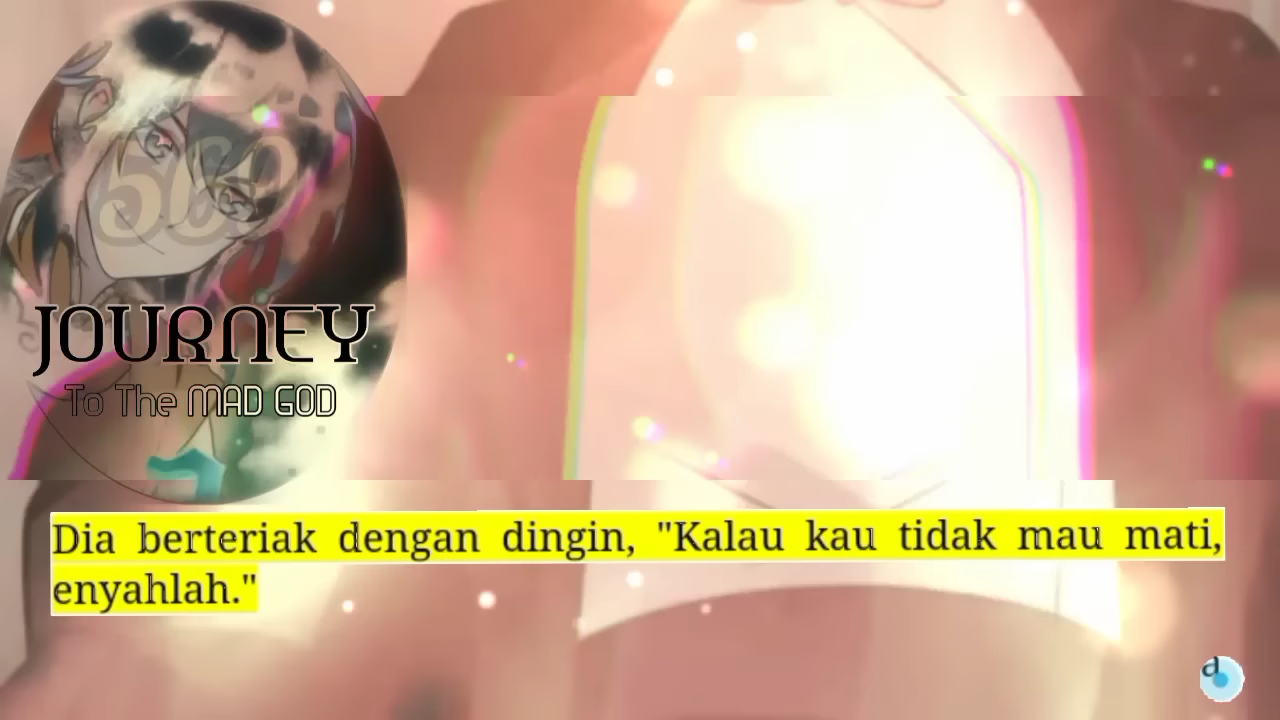 JOURNEY
To The MAD GOD
Dia berteriak dengan dingin, "Kalau kau tidak mau mati,
enyahlah."
a